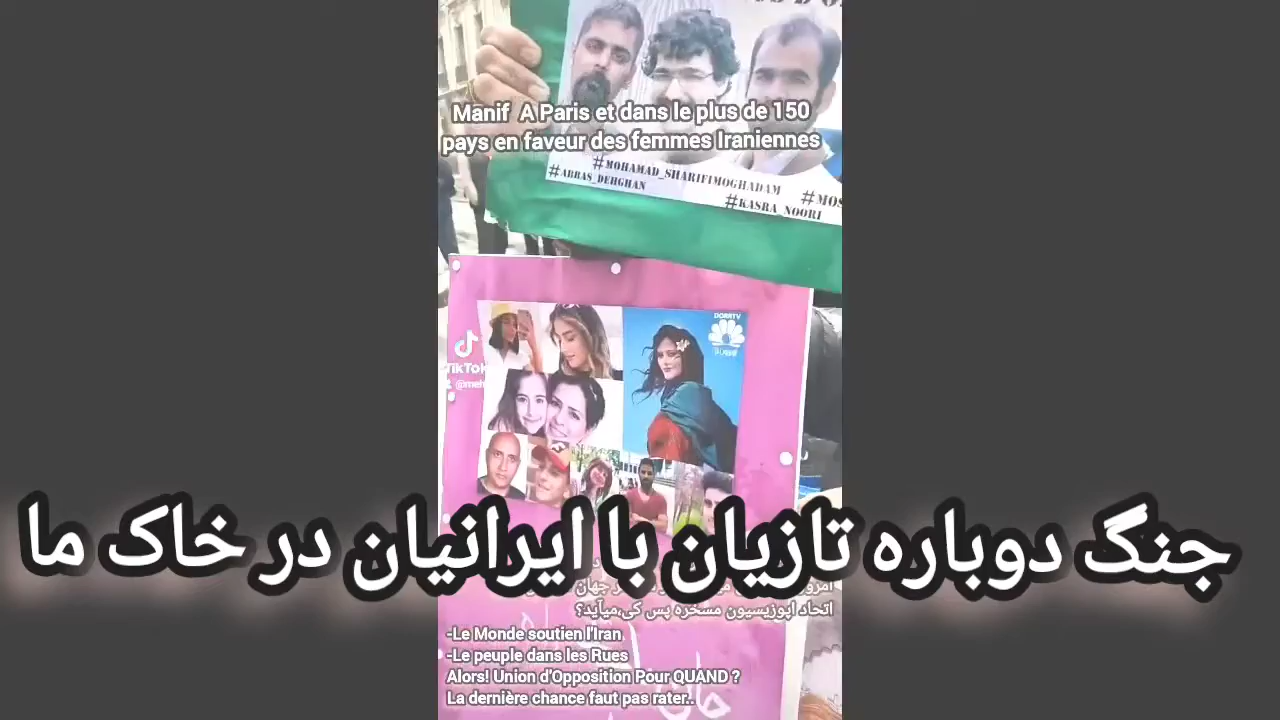 Manif A Paris et dans le plus de 150
pays en faveur des femmes Iraniennes
#MOHAMAD_SHARIFIMOGHADAM
#ABBAS_DEHGHAN
#KASRA_NOORI
DORRTV
TikTok
جنگ دوباره تازیان با ایرانیان در خاک ما
اتحاد اپوزیسیون مسخره پس کی،میآید؟
-Le Monde soutien l'Iran
-Le peuple dans les Rues
Alors! Union d'Opposition Pour QUAND ?
La dernière chance faut pas rater..